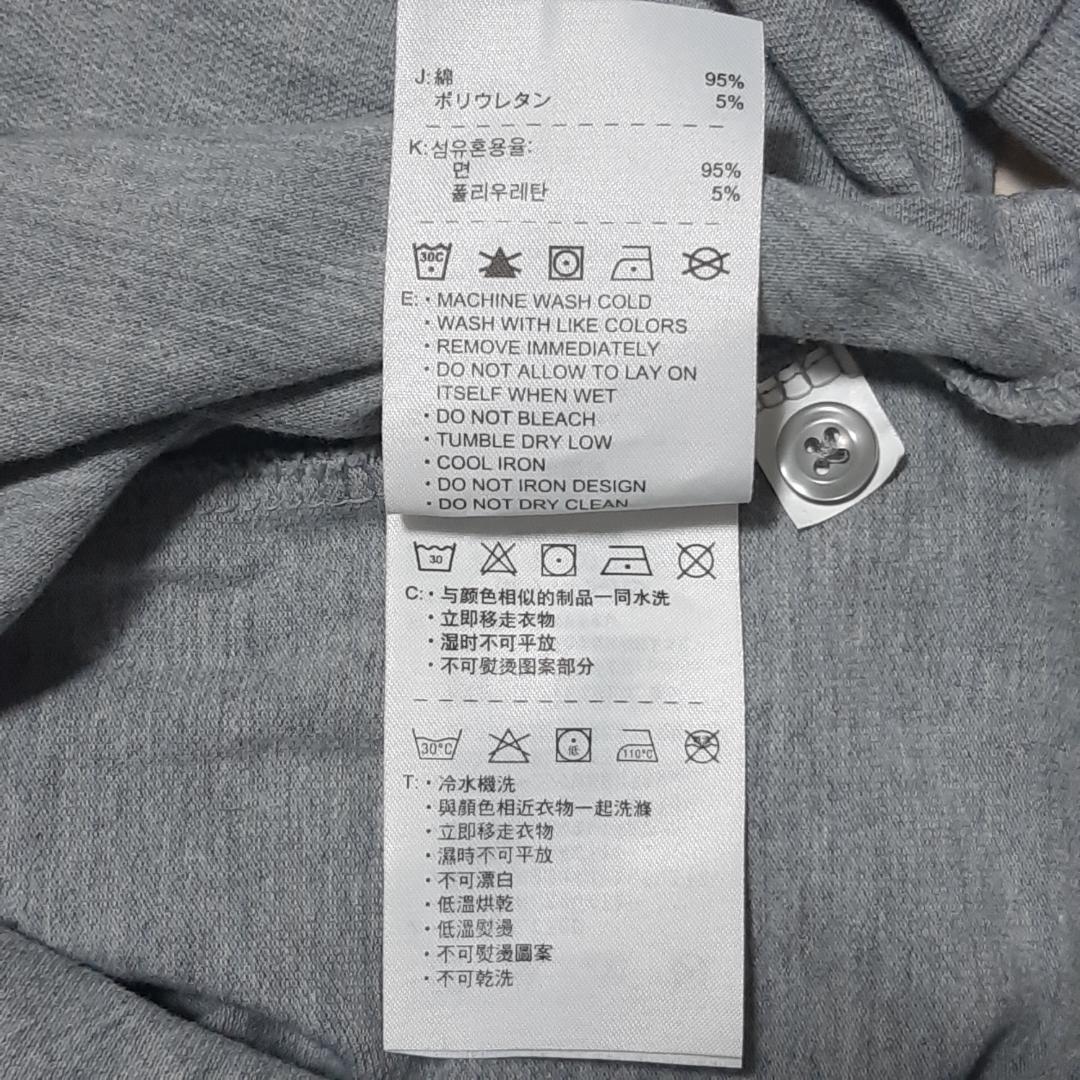 J:綿 95%
ポリウレタン 5%
K:섬유혼용율:
면 95%
폴리우레탄 5%
30C
E:・MACHINE WASH COLD
・WASH WITH LIKE COLORS
・REMOVE IMMEDIATELY
・DO NOT ALLOW TO LAY ON
ITSELF WHEN WET
・DO NOT BLEACH
・TUMBLE DRY LOW
・COOL IRON
・DO NOT IRON DESIGN
・DO NOT DRY CLEAN
30
C:・与颜色相似的制品一同水洗
・立即移走衣物
・湿时不可平放
・不可熨烫图案部分
30°C 低 110°C
T:・冷水機洗
・與顏色相近衣物一起洗滌
・立即移走衣物
・濕時不可平放
・不可漂白
・低溫烘乾
・低溫熨燙
・不可熨燙圖案
・不可乾洗